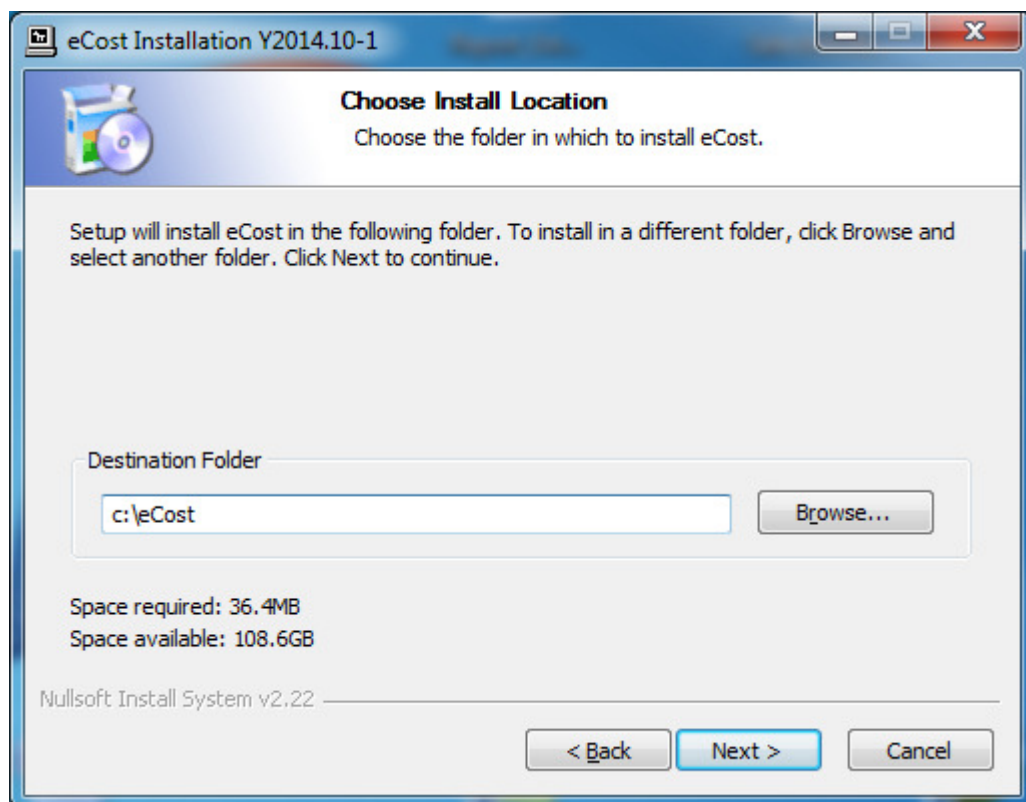 eCost Installation Y2014.10-1
Choose Install Location
Choose the folder in which to install eCost.
Setup will install eCost in the following folder. To install in a different folder, click Browse and
select another folder. Click Next to continue.
Destination Folder
c:\eCost
Browse...
Space required: 36.4MB
Space available: 108.6GB
Nullsoft Install System v2.22
< Back
Next >
Cancel